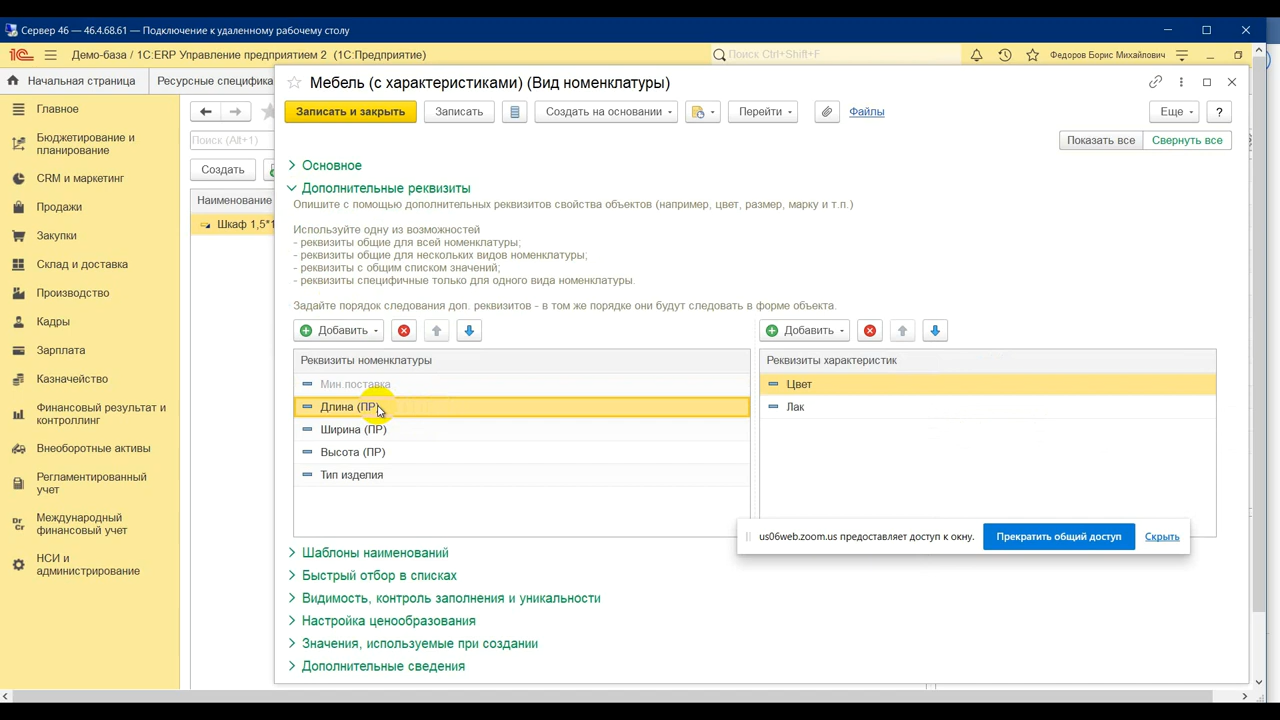 Сервер 46 — 46.4.68.61 — Подключение к удаленному рабочему столу
Демо-база / 1С:ERP Управление предприятием 2 (1С:Предприятие)
Поиск Ctrl+Shift+F
Федоров Борис Михайлович
Начальная страница
Ресурсные специфика
Главное
Бюджетирование и
планирование
CRM и маркетинг
Продажи
Закупки
Склад и доставка
Производство
Кадры
Зарплата
Казначейство
Финансовый результат и
контроллинг
Внеоборотные активы
Регламентированный
учет
Международный
финансовый учет
НСИ и
администрирование
Поиск (Alt+1)
Создать
Наименование
Шкаф 1,5*1
Мебель (с характеристиками) (Вид номенклатуры)
Записать и закрыть
Записать
Создать на основании
Перейти
Файлы
Еще
?
Показать все
Свернуть все
Основное
Дополнительные реквизиты
Опишите с помощью дополнительных реквизитов свойства объектов (например, цвет, размер, марку и т.п.)
Используйте одну из возможностей
- реквизиты общие для всей номенклатуры;
- реквизиты общие для нескольких видов номенклатуры;
- реквизиты с общим списком значений;
- реквизиты специфичные только для одного вида номенклатуры.
Задайте порядок следования доп. реквизитов - в том же порядке они будут следовать в форме объекта.
Добавить
Реквизиты номенклатуры
Мин.поставка
Длина (ПР)
Ширина (ПР)
Высота (ПР)
Тип изделия
Добавить
Реквизиты характеристик
Цвет
Лак
us06web.zoom.us предоставляет доступ к окну.
Прекратить общий доступ
Скрыть
Шаблоны наименований
Быстрый отбор в списках
Видимость, контроль заполнения и уникальности
Настройка ценообразования
Значения, используемые при создании
Дополнительные сведения